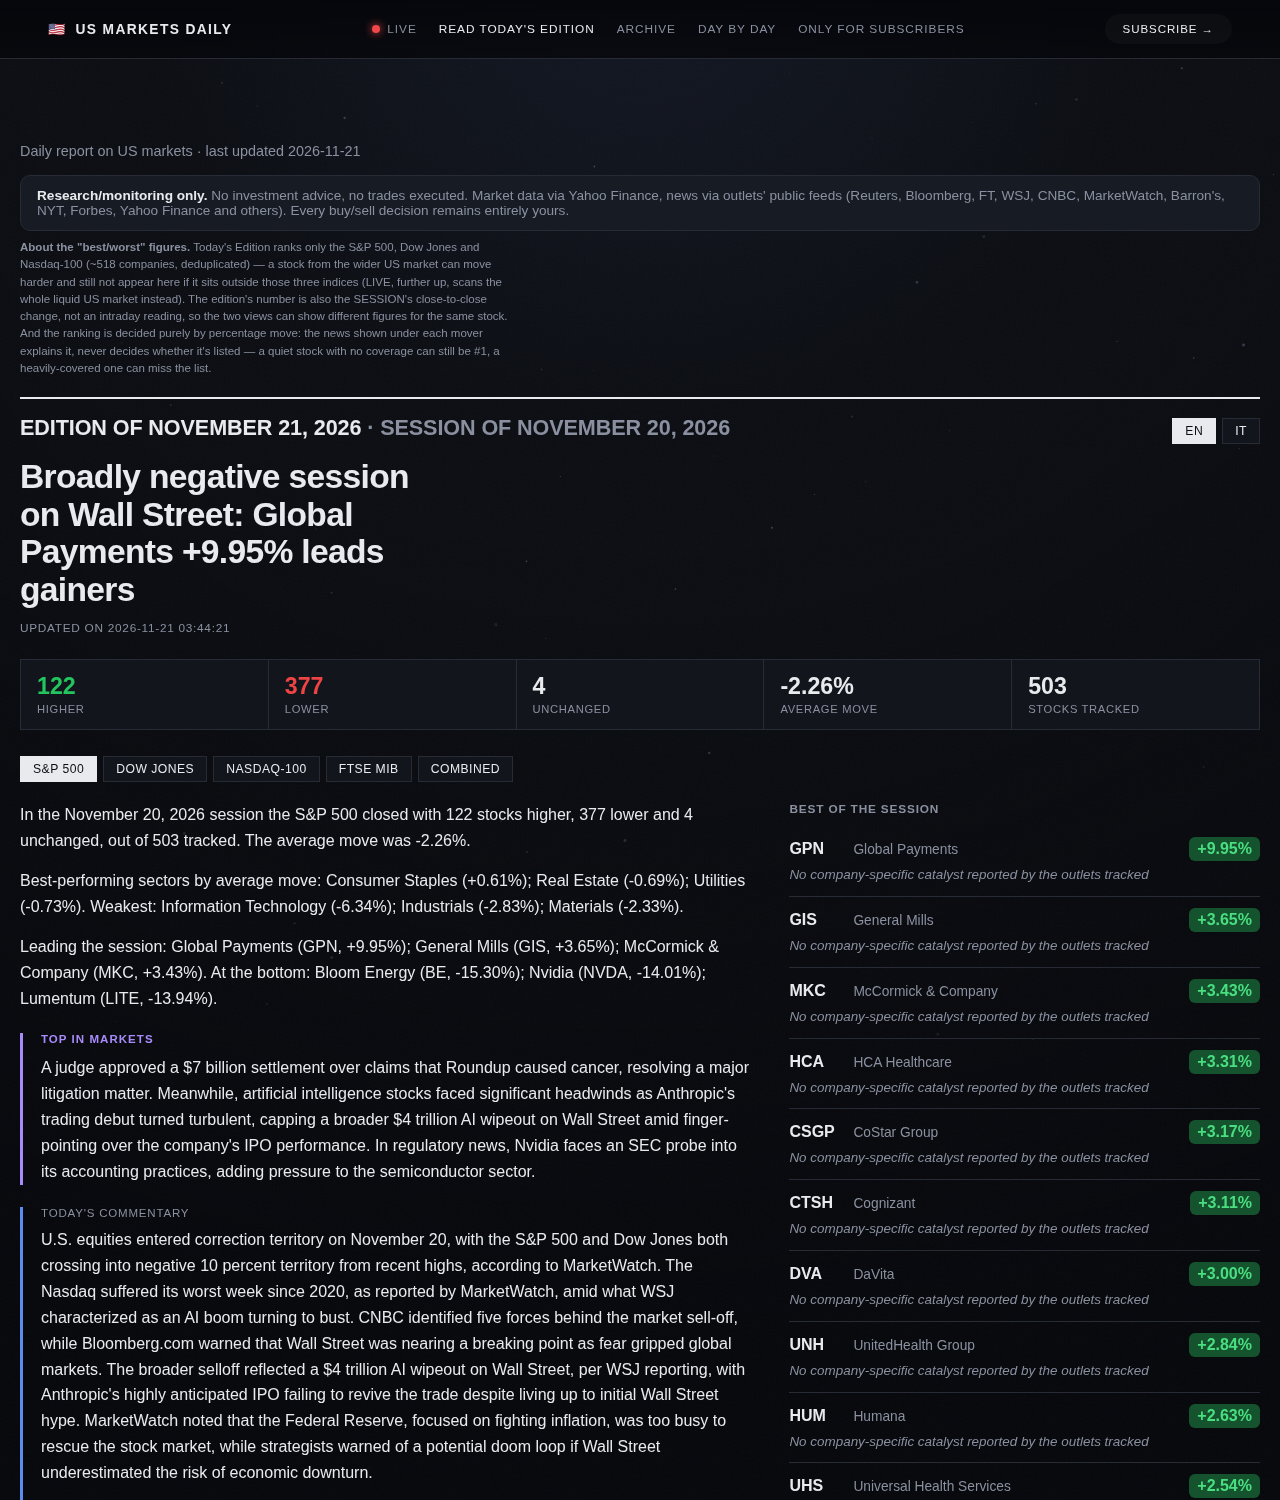 🇺🇸 US MARKETS DAILY
LIVE READ TODAY'S EDITION ARCHIVE DAY BY DAY ONLY FOR SUBSCRIBERS
SUBSCRIBE →
Daily report on US markets · last updated 2026-11-21
Research/monitoring only. No investment advice, no trades executed. Market data via Yahoo Finance, news via outlets' public feeds (Reuters, Bloomberg, FT, WSJ, CNBC, MarketWatch, Barron's,
NYT, Forbes, Yahoo Finance and others). Every buy/sell decision remains entirely yours.
About the "best/worst" figures. Today's Edition ranks only the S&P 500, Dow Jones and
Nasdaq-100 (~518 companies, deduplicated) — a stock from the wider US market can move
harder and still not appear here if it sits outside those three indices (LIVE, further up, scans the
whole liquid US market instead). The edition's number is also the SESSION's close-to-close
change, not an intraday reading, so the two views can show different figures for the same stock.
And the ranking is decided purely by percentage move: the news shown under each mover
explains it, never decides whether it's listed — a quiet stock with no coverage can still be #1, a
heavily-covered one can miss the list.
EDITION OF NOVEMBER 21, 2026 · SESSION OF NOVEMBER 20, 2026
EN IT
Broadly negative session
on Wall Street: Global
Payments +9.95% leads
gainers
UPDATED ON 2026-11-21 03:44:21
122
HIGHER
377
LOWER
4
UNCHANGED
-2.26%
AVERAGE MOVE
503
STOCKS TRACKED
S&P 500 DOW JONES NASDAQ-100 FTSE MIB COMBINED
In the November 20, 2026 session the S&P 500 closed with 122 stocks higher, 377 lower and 4
unchanged, out of 503 tracked. The average move was -2.26%.
Best-performing sectors by average move: Consumer Staples (+0.61%); Real Estate (-0.69%); Utilities
(-0.73%). Weakest: Information Technology (-6.34%); Industrials (-2.83%); Materials (-2.33%).
Leading the session: Global Payments (GPN, +9.95%); General Mills (GIS, +3.65%); McCormick &
Company (MKC, +3.43%). At the bottom: Bloom Energy (BE, -15.30%); Nvidia (NVDA, -14.01%);
Lumentum (LITE, -13.94%).
TOP IN MARKETS
A judge approved a $7 billion settlement over claims that Roundup caused cancer, resolving a major
litigation matter. Meanwhile, artificial intelligence stocks faced significant headwinds as Anthropic's
trading debut turned turbulent, capping a broader $4 trillion AI wipeout on Wall Street amid finger-
pointing over the company's IPO performance. In regulatory news, Nvidia faces an SEC probe into
its accounting practices, adding pressure to the semiconductor sector.
TODAY'S COMMENTARY
U.S. equities entered correction territory on November 20, with the S&P 500 and Dow Jones both
crossing into negative 10 percent territory from recent highs, according to MarketWatch. The
Nasdaq suffered its worst week since 2020, as reported by MarketWatch, amid what WSJ
characterized as an AI boom turning to bust. CNBC identified five forces behind the market sell-off,
while Bloomberg.com warned that Wall Street was nearing a breaking point as fear gripped global
markets. The broader selloff reflected a $4 trillion AI wipeout on Wall Street, per WSJ reporting, with
Anthropic's highly anticipated IPO failing to revive the trade despite living up to initial Wall Street
hype. MarketWatch noted that the Federal Reserve, focused on fighting inflation, was too busy to
rescue the stock market, while strategists warned of a potential doom loop if Wall Street
underestimated the risk of economic downturn.
BEST OF THE SESSION
GPN Global Payments +9.95%
No company-specific catalyst reported by the outlets tracked
GIS General Mills +3.65%
No company-specific catalyst reported by the outlets tracked
MKC McCormick & Company +3.43%
No company-specific catalyst reported by the outlets tracked
HCA HCA Healthcare +3.31%
No company-specific catalyst reported by the outlets tracked
CSGP CoStar Group +3.17%
No company-specific catalyst reported by the outlets tracked
CTSH Cognizant +3.11%
No company-specific catalyst reported by the outlets tracked
DVA DaVita +3.00%
No company-specific catalyst reported by the outlets tracked
UNH UnitedHealth Group +2.84%
No company-specific catalyst reported by the outlets tracked
HUM Humana +2.63%
No company-specific catalyst reported by the outlets tracked
UHS Universal Health Services +2.54%